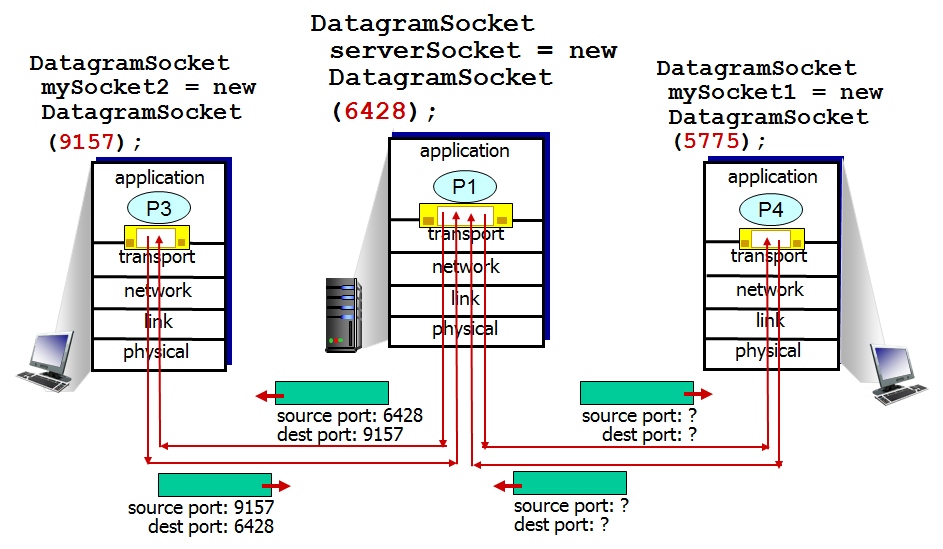 DatagramSocket
serverSocket = new
DatagramSocket
(6428);
DatagramSocket
mySocket2 = new
DatagramSocket
(9157);
DatagramSocket
mySocket1 = new
DatagramSocket
(5775);
application
P3
transport
network
link
physical
application
P1
transport
network
link
physical
application
P4
transport
network
link
physical
source port: 6428
dest port: 9157
source port: ?
dest port: ?
source port: 9157
dest port: 6428
source port: ?
dest port: ?